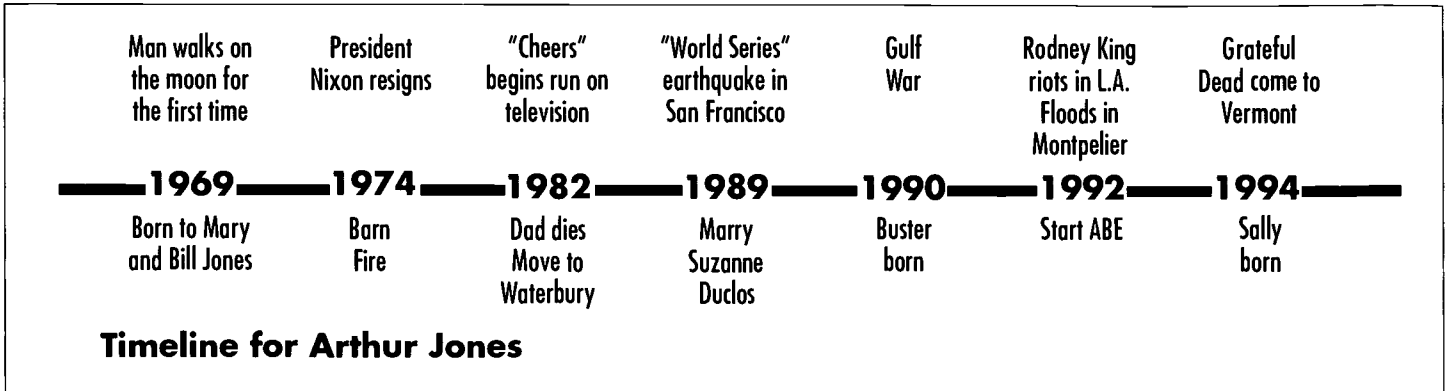 Man walks on
the moon for
the first time
President
Nixon resigns
"Cheers"
begins run on
television
"World Series"
earthquake in
San Francisco
Gulf
War
Rodney King
riots in L.A.
Floods in
Montpelier
Grateful
Dead come to
Vermont
1969 1974 1982 1989 1990 1992 1994
Born to Mary
and Bill Jones
Barn
Fire
Dad dies
Move to
Waterbury
Marry
Suzanne
Duclos
Buster
born
Start ABE
Sally
born
Timeline for Arthur Jones